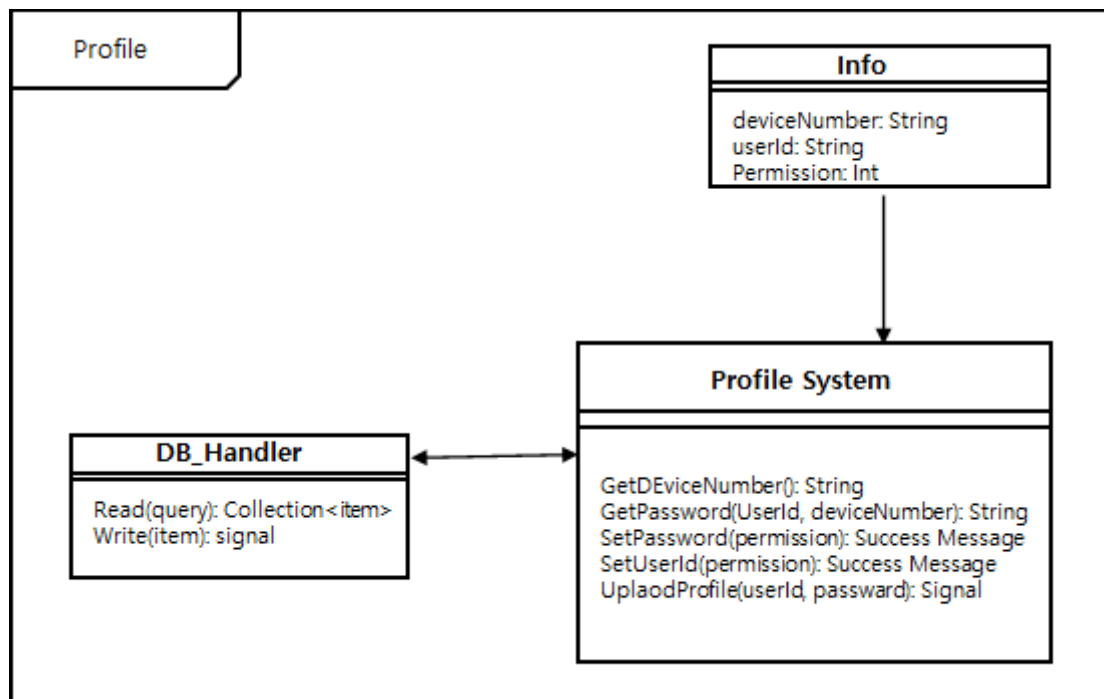 Profile
Info
deviceNumber: String
userId: String
Permission: Int
Profile System
GetDEviceNumber(): String
GetPassword(UserId, deviceNumber): String
SetPassword(permission): Success Message
SetUserId(permission): Success Message
UplaodProfile(userId, passward): Signal
DB_Handler
Read(query): Collection<item>
Write(item): signal